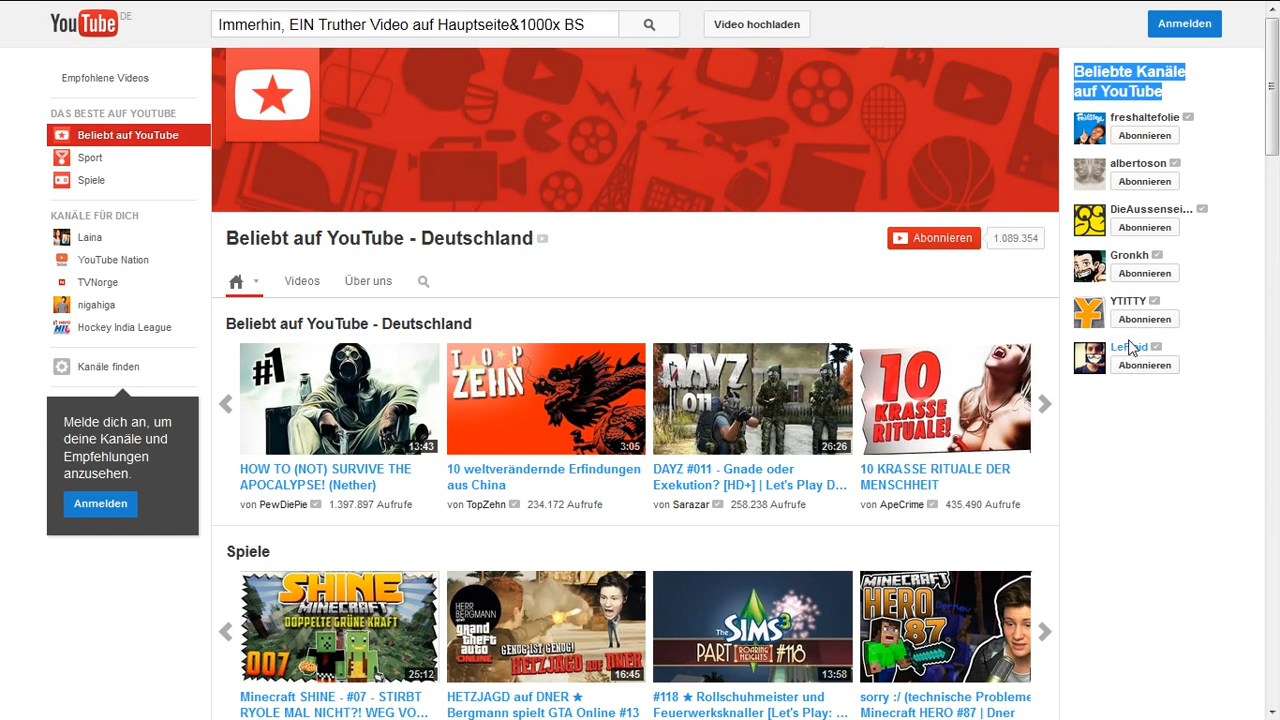 YouTube DE
Immerhin, EIN Truther Video auf Hauptseite&1000x BS
Video hochladen
Anmelden
Empfohlene Videos
DAS BESTE AUF YOUTUBE
Beliebt auf YouTube
Sport
Spiele
KANÄLE FÜR DICH
Laina
YouTube Nation
TVNorge
nigahiga
Hockey India League
Kanäle finden
Melde dich an, um
deine Kanäle und
Empfehlungen
anzusehen.
Anmelden
Beliebt auf YouTube - Deutschland
Abonnieren
1.089.354
Videos
Über uns
Beliebt auf YouTube - Deutschland
#1
13:43
HOW TO (NOT) SURVIVE THE
APOCALYPSE! (Nether)
von PewDiePie 1.397.897 Aufrufe
TOP
ZEHN
3:05
10 weltverändernde Erfindungen
aus China
von TopZehn 234.172 Aufrufe
DAYZ
011
26:26
DAYZ #011 - Gnade oder
Exekution? [HD+] | Let's Play D...
von Sarazar 258.238 Aufrufe
10
KRASSE
RITUALE!
10 KRASSE RITUALE DER
MENSCHHEIT
von ApeCrime 435.490 Aufrufe
Spiele
SHINE
MINECRAFT
DOPPELTE GRÜNE KRAFT
007
25:12
Minecraft SHINE - #07 - STIRBT
RYOLE MAL NICHT?! WEG VO...
HERR
BERGMANN
spielt
grand
theft
auto
ONLINE
GENUG IST GENUG!
HETZJAGD AUF DNER
16:45
HETZJAGD auf DNER ★
Bergmann spielt GTA Online #13
The SIMS 3
PART ROARING HEIGHTS #118
13:58
#118 ★ Rollschuhmeister und
Feuerwerksknaller [Let's Play: ...
MINECRAFT
HERO
87
sorry :/ (technische Probleme
Minecraft HERO #87 | Dner
Beliebte Kanäle
auf YouTube
freshaltefolie
Abonnieren
albertoson
Abonnieren
DieAussensei...
Abonnieren
Gronkh
Abonnieren
YTITTY
Abonnieren
Abonnieren